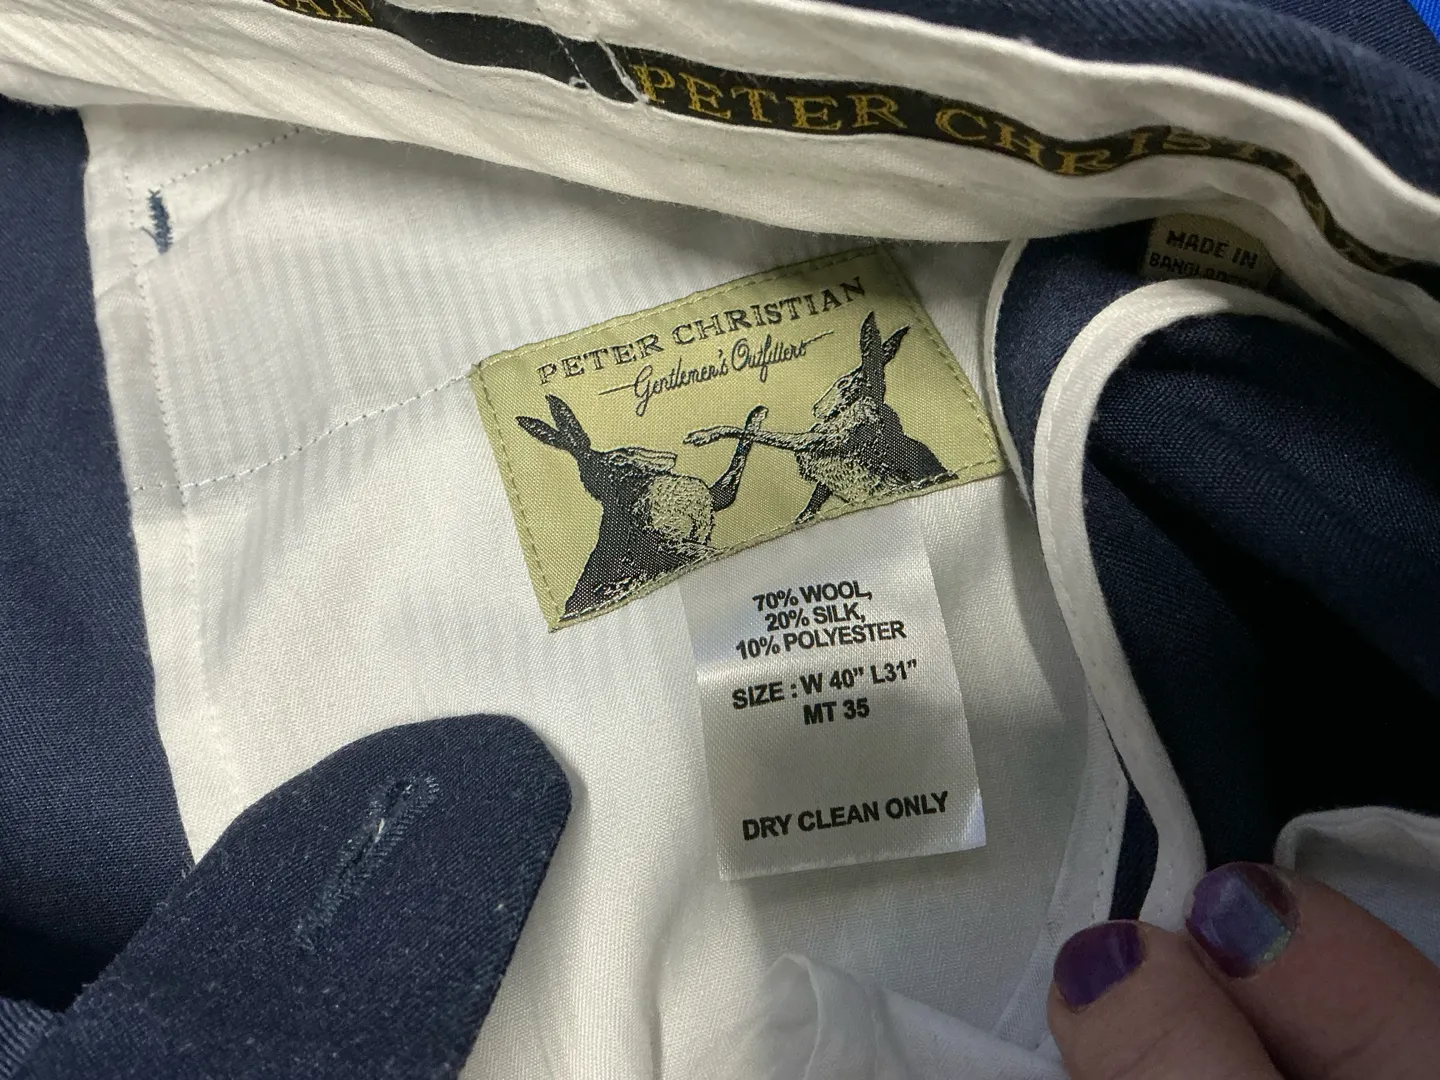 PETER CHRISTIAN
MADE IN
PETER CHRISTIAN
Gentlemen's Outfitters
70% WOOL,
20% SILK,
10% POLYESTER
SIZE : W 40" L31"
MT 35
DRY CLEAN ONLY